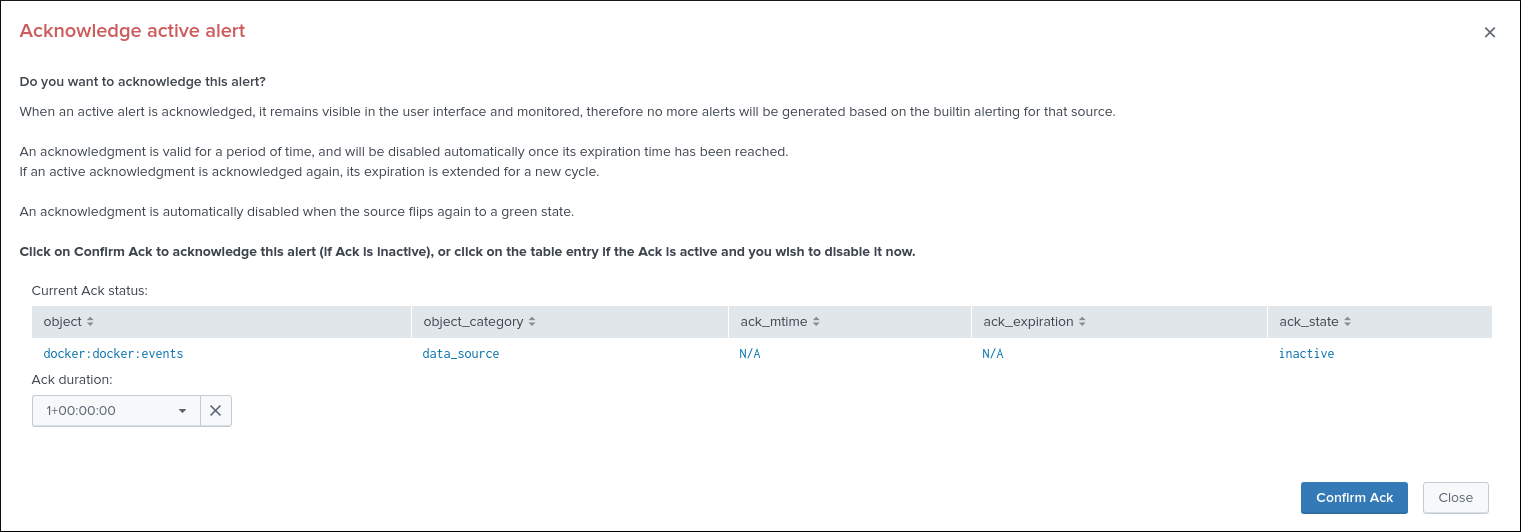 Acknowledge active alert
Do you want to acknowledge this alert?
When an active alert is acknowledged, it remains visible in the user interface and monitored, therefore no more alerts will be generated based on the builtin alerting for that source.
An acknowledgment is valid for a period of time, and will be disabled automatically once its expiration time has been reached.
If an active acknowledgment is acknowledged again, its expiration is extended for a new cycle.
An acknowledgment is automatically disabled when the source flips again to a green state.
Click on Confirm Ack to acknowledge this alert (if Ack is inactive), or click on the table entry if the Ack is active and you wish to disable it now.
Current Ack status:
object object_category ack_mtime ack_expiration ack_state
docker:docker:events data_source N/A N/A inactive
Ack duration:
1+00:00:00
Confirm Ack Close